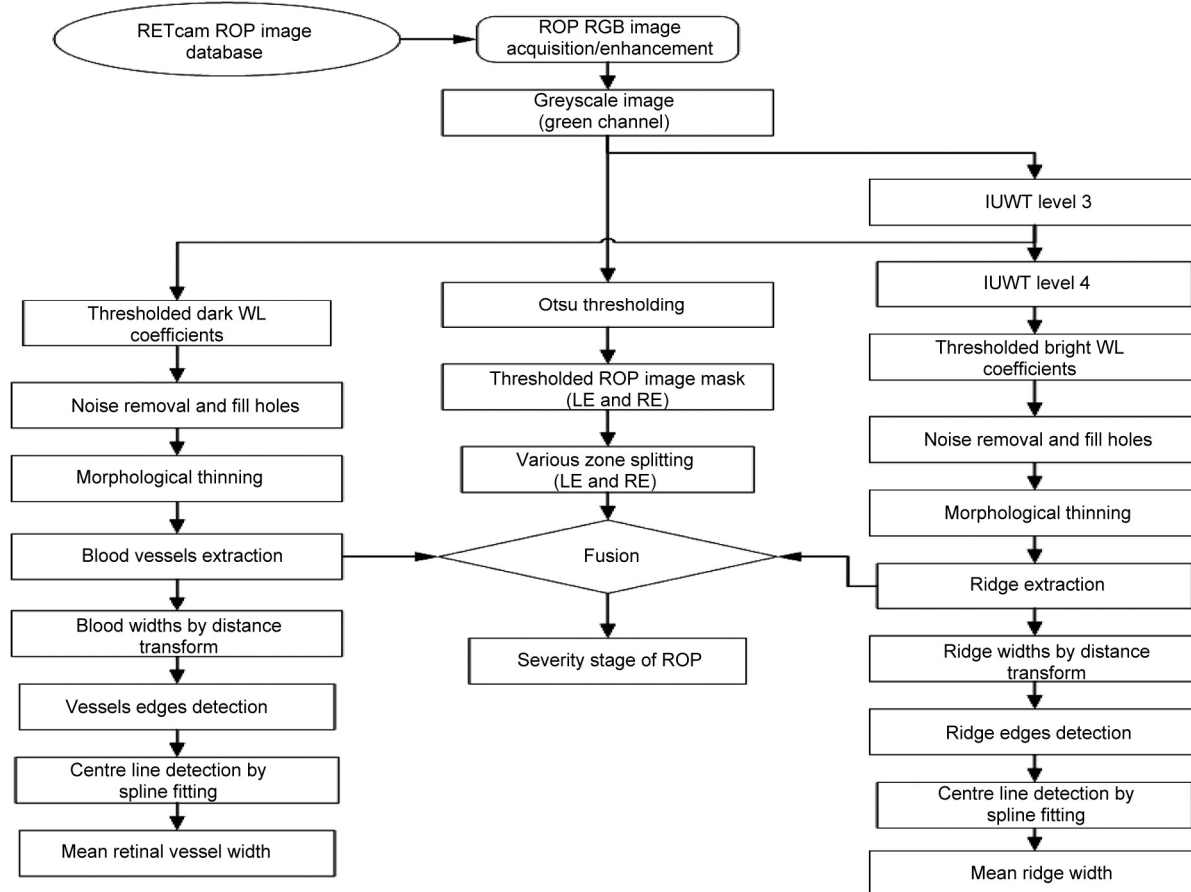 RETcam ROP image
database
ROP RGB image
acquisition/enhancement
Greyscale image
(green channel)
IUWT level 3
IUWT level 4
Thresholded dark WL
coefficients
Noise removal and fill holes
Morphological thinning
Blood vessels extraction
Blood widths by distance
transform
Vessels edges detection
Centre line detection by
spline fitting
Mean retinal vessel width
Otsu thresholding
Thresholded ROP image mask
(LE and RE)
Various zone splitting
(LE and RE)
Fusion
Severity stage of ROP
Thresholded bright WL
coefficients
Noise removal and fill holes
Morphological thinning
Ridge extraction
Ridge widths by distance
transform
Ridge edges detection
Centre line detection by
spline fitting
Mean ridge width